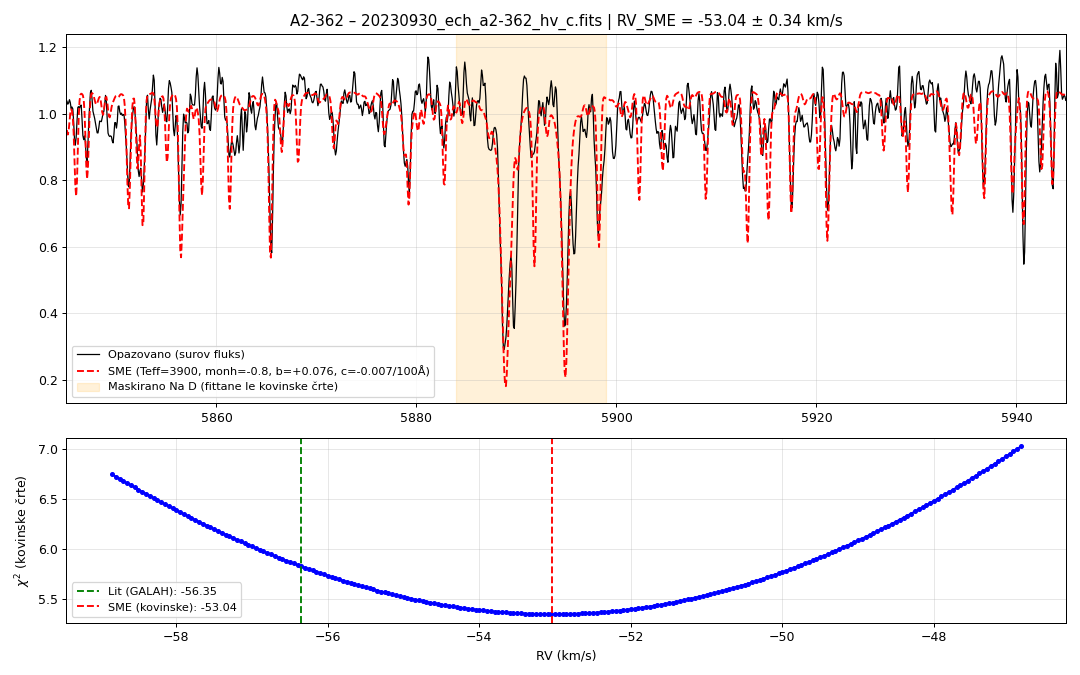 A2-362 – 20230930_ech_a2-362_hv_c.fits | RV_SME = -53.04 ± 0.34 km/s
1.2
1.0
0.8
0.6
0.4
0.2
Opazovano (surov fluks)
SME (Teff=3900, monh=-0.8, b=+0.076, c=-0.007/100Å)
Maskirano Na D (fittane le kovinske črte)
5860 5880 5900 5920 5940
χ² (kovinske črte)
7.0
6.5
6.0
5.5
Lit (GALAH): -56.35
SME (kovinske): -53.04
−58 −56 −54 −52 −50 −48
RV (km/s)